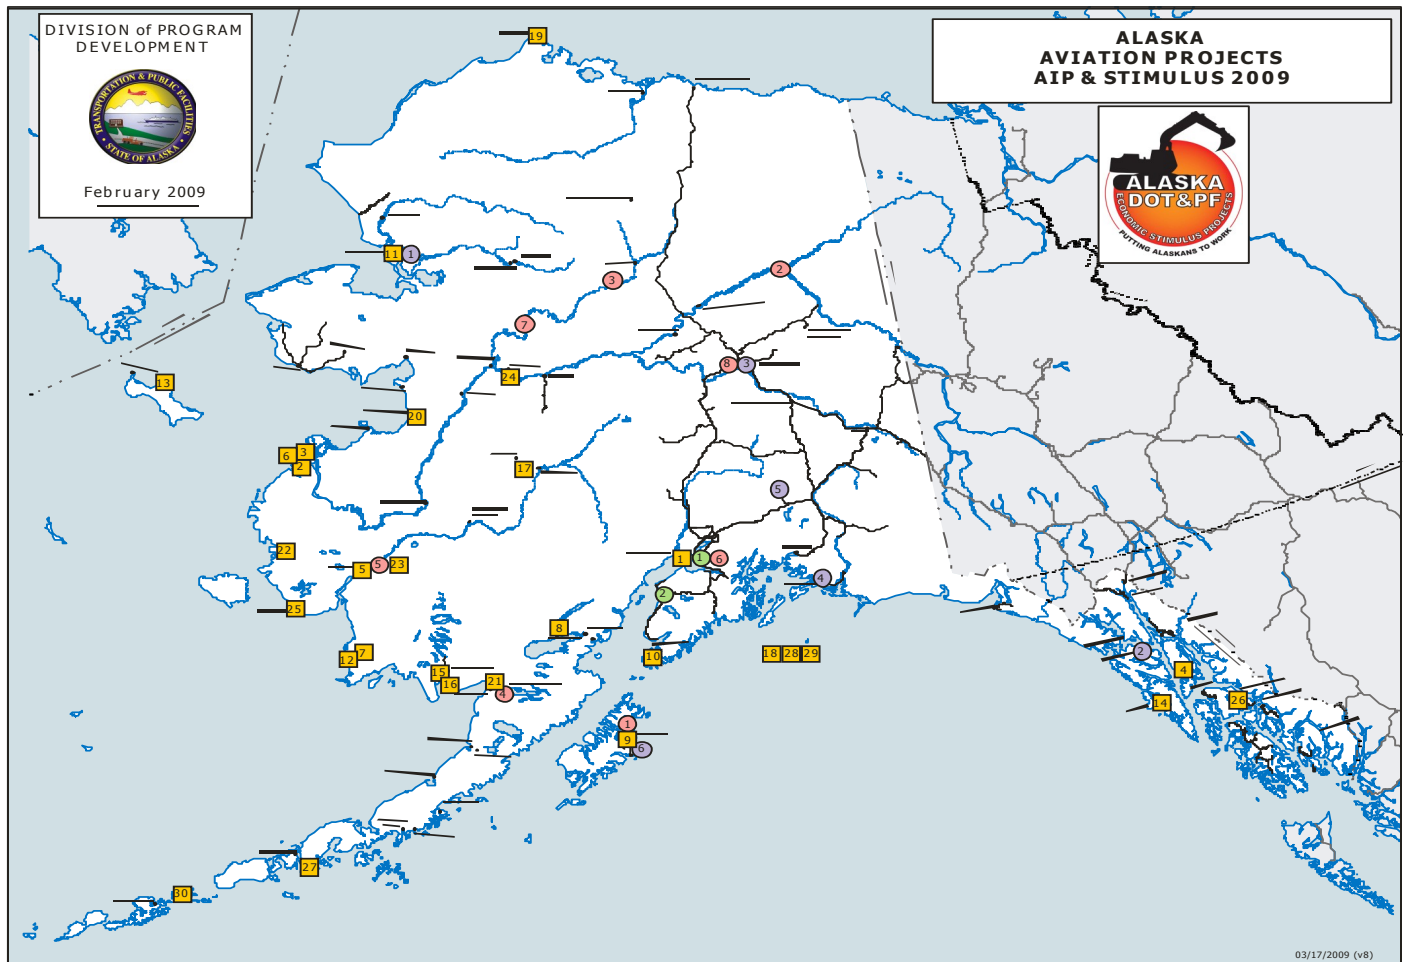 DIVISION of PROGRAM
DEVELOPMENT
TRANSPORTATION & PUBLIC FACILITIES
STATE OF ALASKA
February 2009
ALASKA
AVIATION PROJECTS
AIP & STIMULUS 2009
ALASKA
DOT&PF
ECONOMIC STIMULUS PROJECTS
PUTTING ALASKANS TO WORK
19
11 1
2
3
7
8 3
13
24
20
6 3
2
17
5
22
5 5 23
1 1 6
4
2
25
8
12 7
10
18 28 29
2
15
16
21
4
4
14
26
1
9
6
27
30
03/17/2009 (v8)